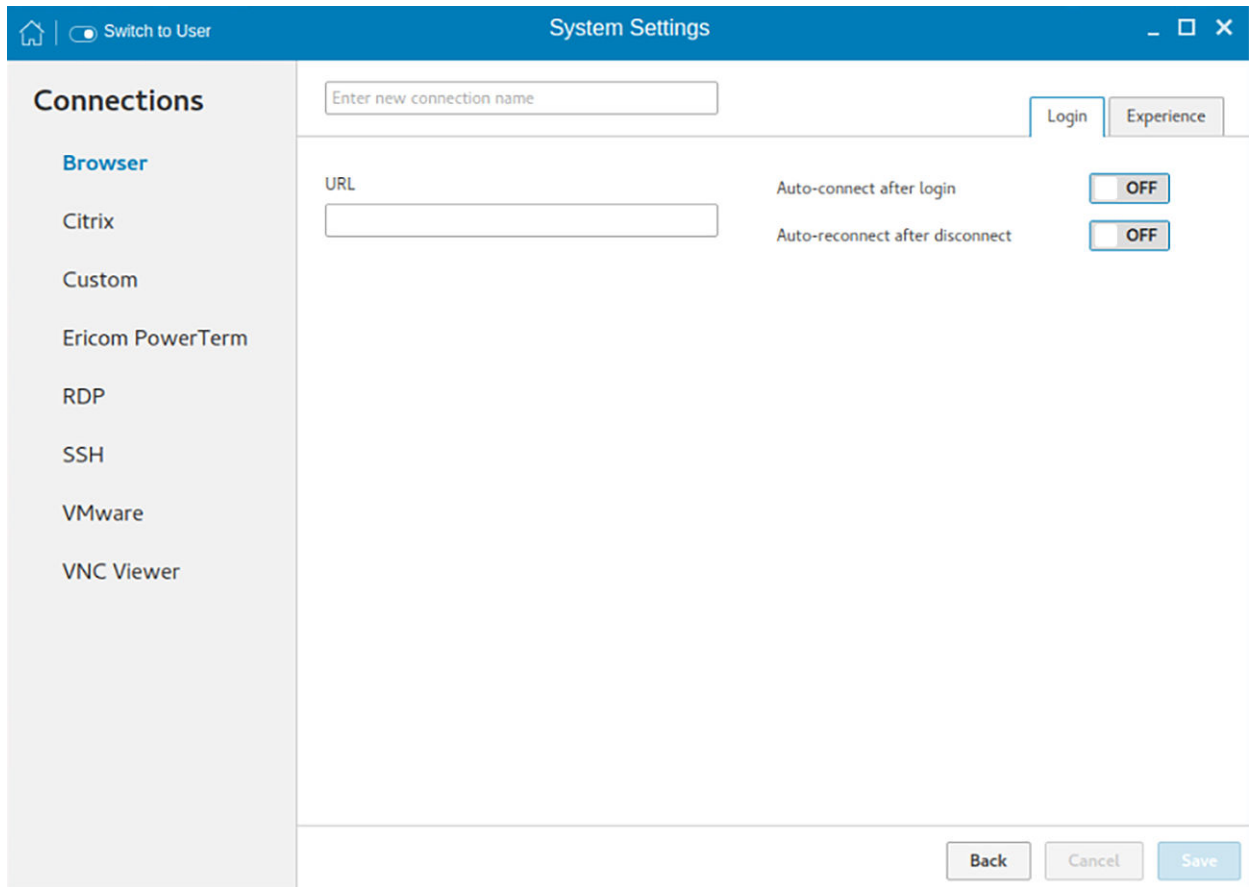 Switch to User
System Settings
Connections
Browser
Citrix
Custom
Ericom PowerTerm
RDP
SSH
VMware
VNC Viewer
Enter new connection name
Login
Experience
URL
Auto-connect after login OFF
Auto-reconnect after disconnect OFF
Back
Cancel
Save